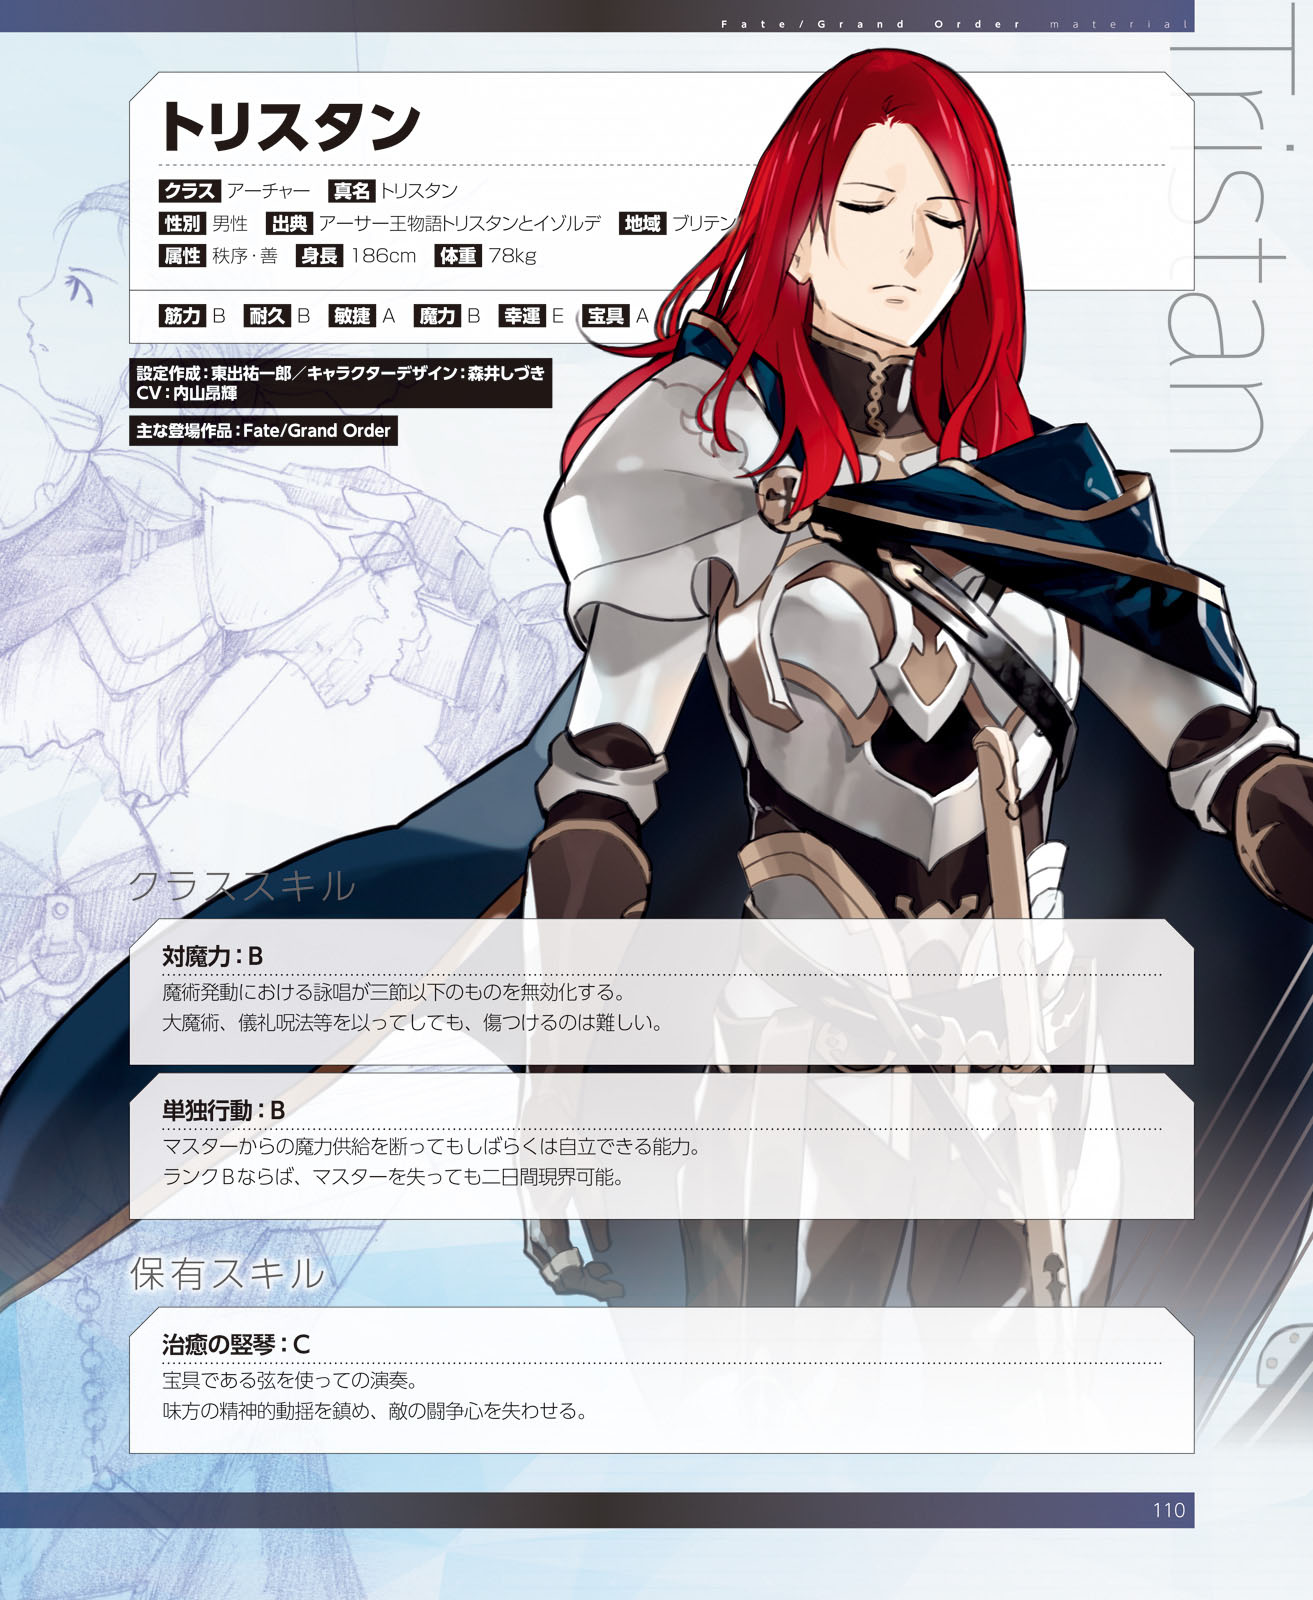 Fate/Grand Order material
Tristan
トリスタン
クラス アーチャー 真名 トリスタン
性別 男性 出典 アーサー王物語トリスタンとイゾルデ 地域 ブリテン
属性 秩序・善 身長 186cm 体重 78kg
筋力 B 耐久 B 敏捷 A 魔力 B 幸運 E 宝具 A
設定作成：東出祐一郎／キャラクターデザイン：森井しづき
CV：内山昂輝
主な登場作品：Fate/Grand Order
クラススキル
対魔力：B
魔術発動における詠唱が三節以下のものを無効化する。
大魔術、儀礼呪法等を以ってしても、傷つけるのは難しい。
単独行動：B
マスターからの魔力供給を断ってもしばらくは自立できる能力。
ランクBならば、マスターを失っても二日間現界可能。
保有スキル
治癒の竪琴：C
宝具である弦を使っての演奏。
味方の精神的動揺を鎮め、敵の闘争心を失わせる。
110